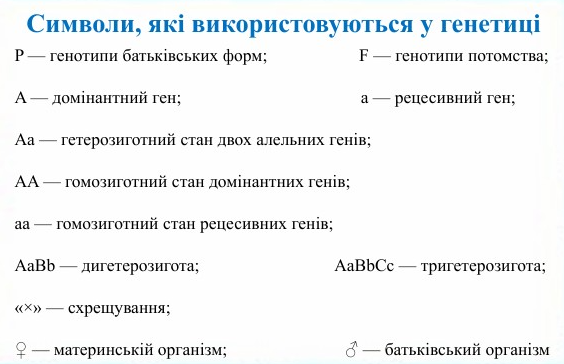 Символи, які використовуються у генетиці
P — генотипи батьківських форм; F — генотипи потомства;
A — домінантний ген; a — рецесивний ген;
Aa — гетерозиготний стан двох алельних генів;
AA — гомозиготний стан домінантних генів;
aa — гомозиготний стан рецесивних генів;
AaBb — дигетерозигота; AaBbCc — тригетерозигота;
«×» — схрещування;
♀ — материнській організм; ♂ — батьківський організм